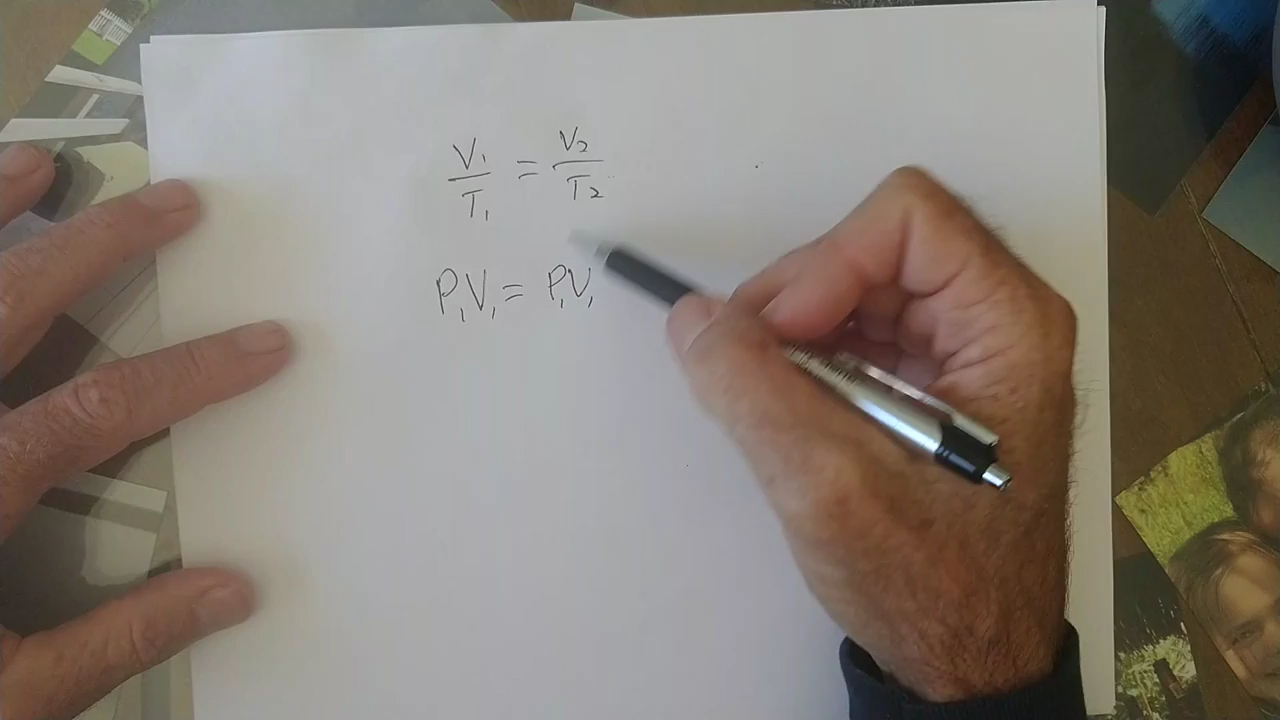 V₁/T₁ = V₂/T₂
P₁V₁ = P₁V₁